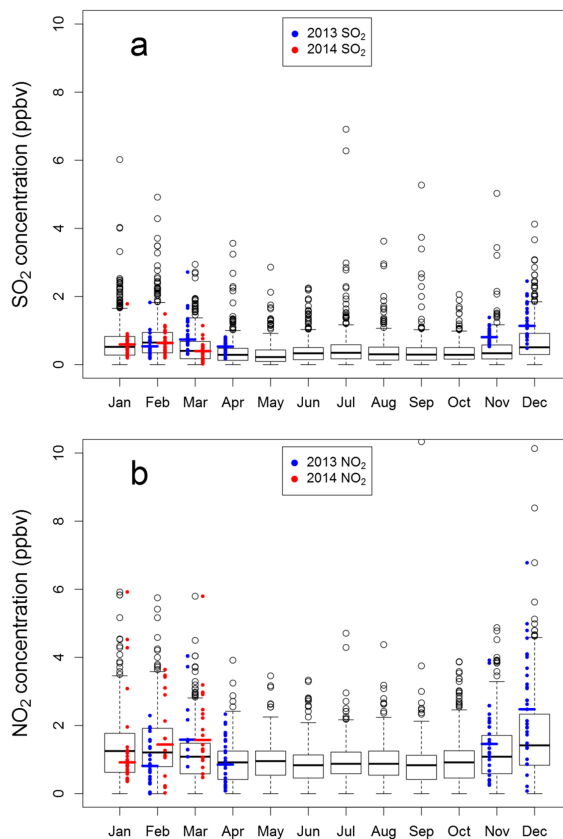 a
2013 SO₂
2014 SO₂
SO₂ concentration (ppbv)
10
8
6
4
2
0
Jan Feb Mar Apr May Jun Jul Aug Sep Oct Nov Dec
b
2013 NO₂
2014 NO₂
NO₂ concentration (ppbv)
10
8
6
4
2
0
Jan Feb Mar Apr May Jun Jul Aug Sep Oct Nov Dec